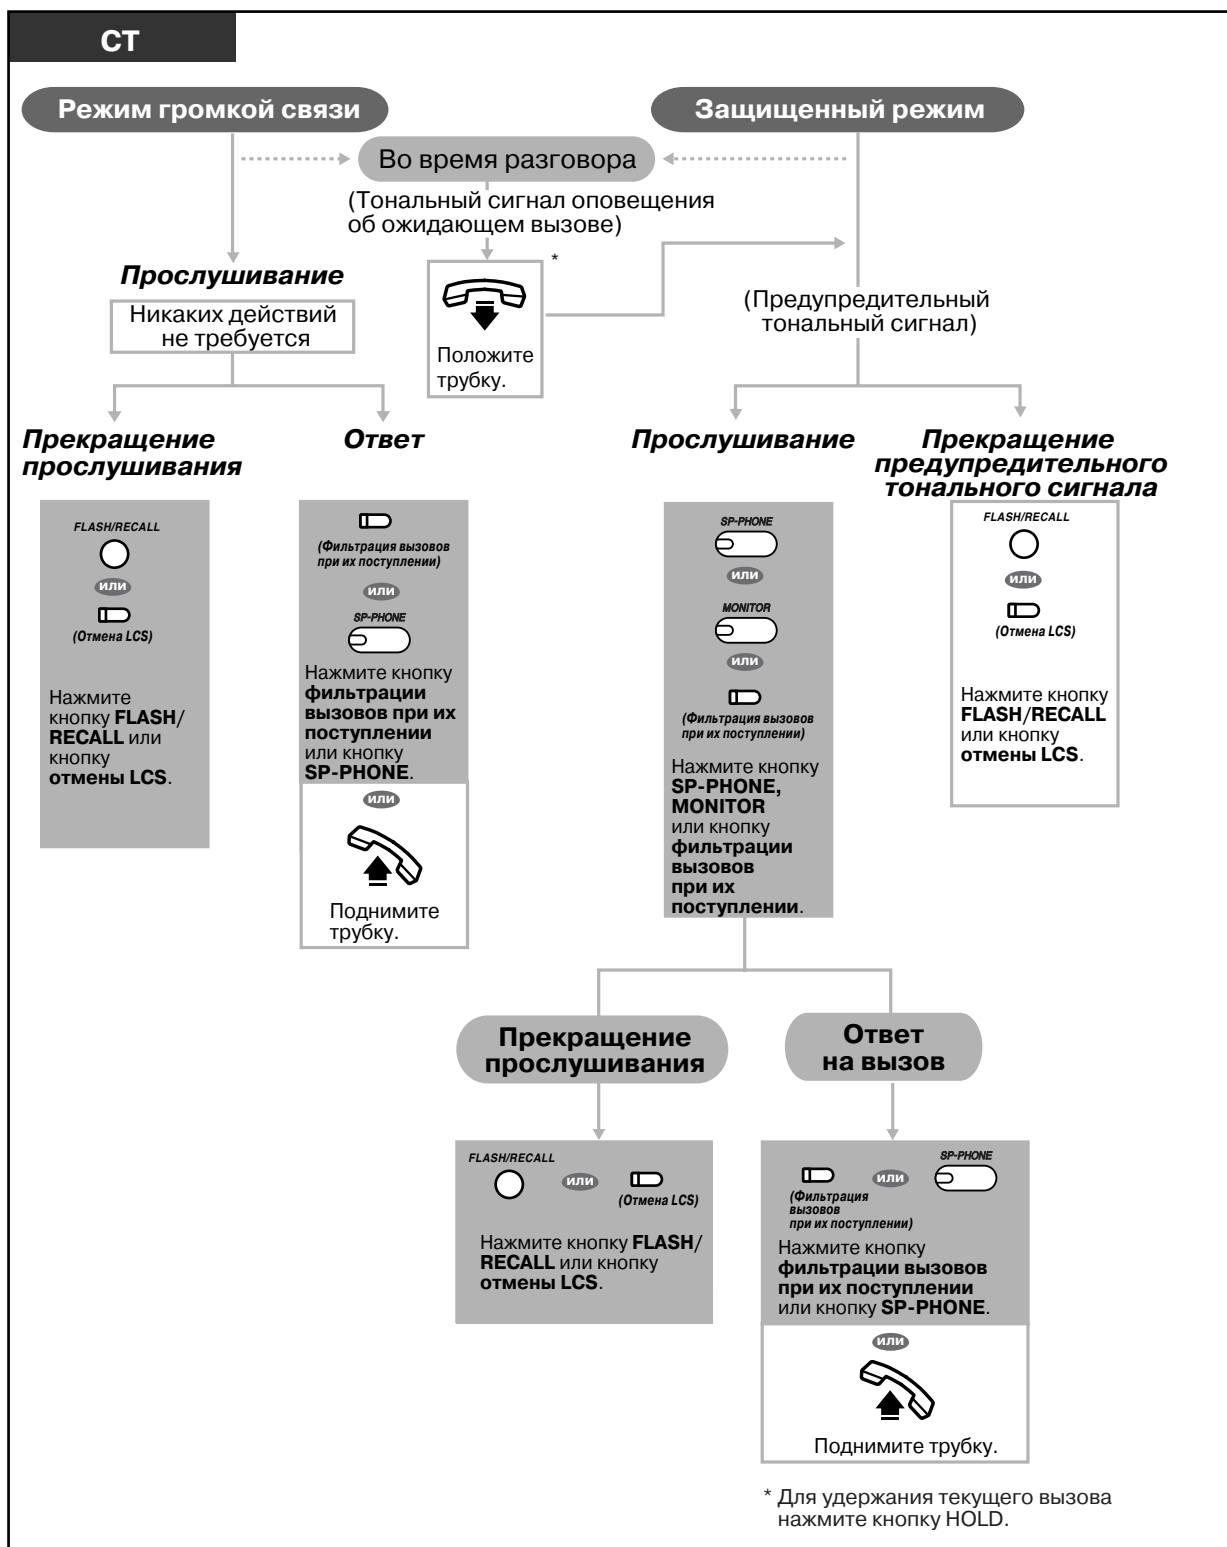 СТ
Режим громкой связи
Защищенный режим
Во время разговора
(Тональный сигнал оповещения
об ожидающем вызове)
*
Прослушивание
Никаких действий
не требуется
Положите
трубку.
(Предупредительный
тональный сигнал)
Прекращение
прослушивания
Ответ
Прослушивание
Прекращение
предупредительного
тонального сигнала
FLASH/RECALL
или
(Отмена LCS)
Нажмите
кнопку FLASH/
RECALL или
кнопку
отмены LCS.
(Фильтрация вызовов
при их поступлении)
или
SP-PHONE
Нажмите кнопку
фильтрации
вызовов при их
поступлении
или кнопку
SP-PHONE.
или
Поднимите
трубку.
SP-PHONE
или
MONITOR
или
(Фильтрация вызовов
при их поступлении)
Нажмите кнопку
SP-PHONE,
MONITOR
или кнопку
фильтрации
вызовов
при их
поступлении.
FLASH/RECALL
или
(Отмена LCS)
Нажмите кнопку
FLASH/RECALL
или кнопку
отмены LCS.
Прекращение
прослушивания
Ответ
на вызов
FLASH/RECALL
или
(Отмена LCS)
Нажмите кнопку FLASH/
RECALL или кнопку
отмены LCS.
SP-PHONE
или
(Фильтрация
вызовов
при их поступлении)
Нажмите кнопку
фильтрации вызовов
при их поступлении
или кнопку SP-PHONE.
или
Поднимите трубку.
* Для удержания текущего вызова
нажмите кнопку HOLD.